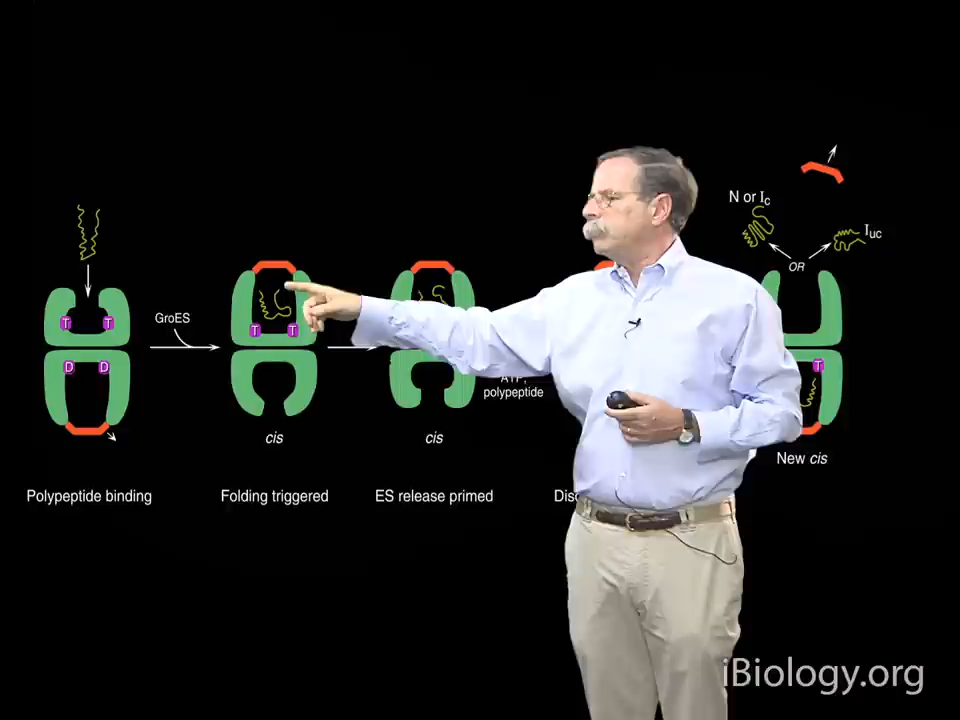 N or Ic
Iuc
OR
T
T
GroES
T
T
D
D
T
ATP,
polypeptide
cis
cis
New cis
Polypeptide binding
Folding triggered
ES release primed
iBiology.org